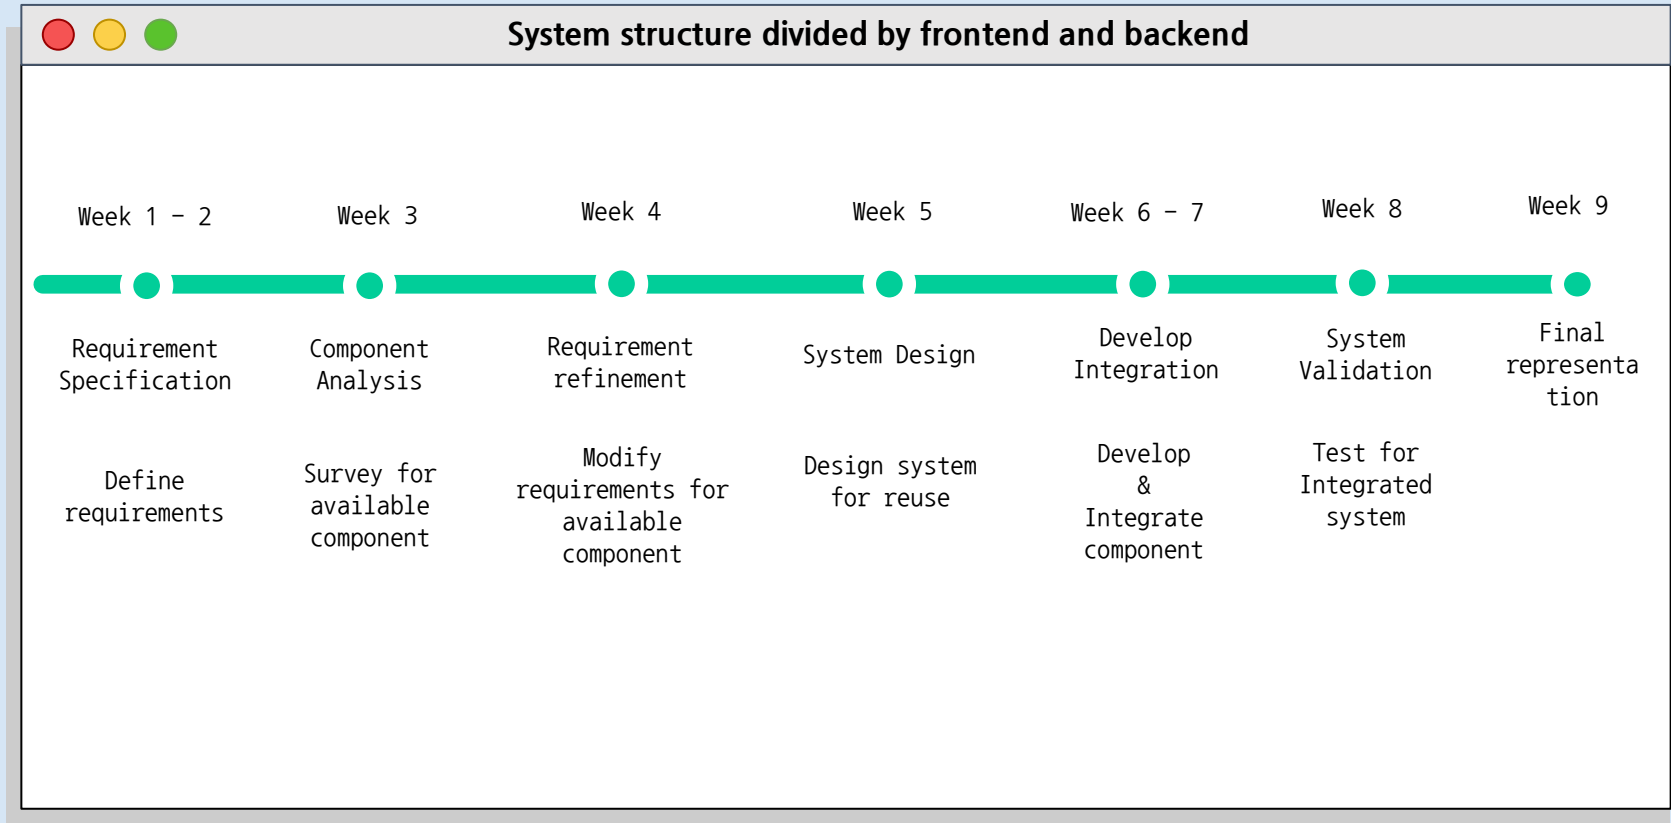 System structure divided by frontend and backend
Week 1 – 2
Week 3
Week 4
Week 5
Week 6 – 7
Week 8
Week 9
Requirement
Specification
Component
Analysis
Requirement
refinement
System Design
Develop
Integration
System
Validation
Final
representa
tion
Define
requirements
Survey for
available
component
Modify
requirements for
available
component
Design system
for reuse
Develop
&
Integrate
component
Test for
Integrated
system